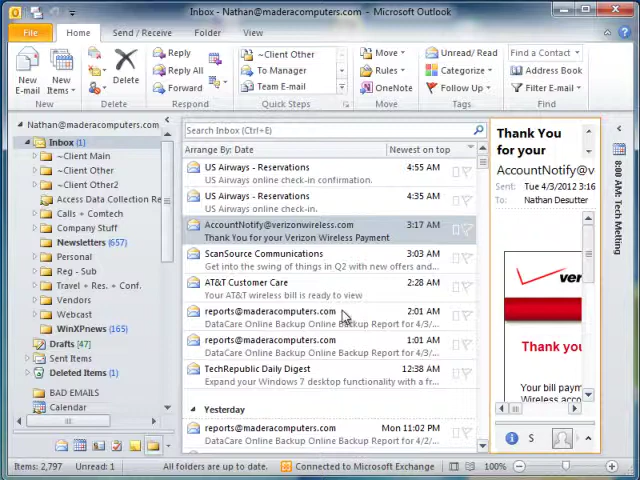 Inbox - Nathan@maderacomputers.com - Microsoft Outlook
File Home Send / Receive Folder View
New E-mail
New Items
New
Delete
Delete
Reply
Reply All
Forward
Respond
~Client Other
To Manager
Team E-mail
Quick Steps
Move
Rules
OneNote
Move
Unread/ Read
Categorize
Follow Up
Tags
Find a Contact
Address Book
Filter E-mail
Find
Nathan@maderacomputers.com
Inbox (1)
~Client Main
~Client Other
~Client Other2
Access Data Collection Re
Calls + Comtech
Company Stuff
Newsletters (657)
Personal
Reg - Sub
Travel + Res. + Conf.
Vendors
Webcast
WinXPnews (165)
Drafts [47]
Sent Items
Deleted Items (1)
BAD EMAILS
Calendar
Search Inbox (Ctrl+E)
Arrange By: Date Newest on top
US Airways - Reservations 4:55 AM
US Airways online check-in confirmation.
US Airways - Reservations 4:35 AM
US Airways online check-in.
AccountNotify@verizonwireless.com 3:17 AM
Thank You for your Verizon Wireless Payment
ScanSource Communications 3:03 AM
Get into the swing of things in Q2 with new offers and...
AT&T Customer Care 2:28 AM
Your AT&T wireless bill is ready to view
reports@maderacomputers.com 2:01 AM
DataCare Online Backup Online Backup Report for 4/3/...
reports@maderacomputers.com 1:01 AM
DataCare Online Backup Online Backup Report for 4/3/...
TechRepublic Daily Digest 12:38 AM
Expand your Windows 7 desktop functionality with a fr...
Yesterday
reports@maderacomputers.com Mon 11:02 PM
DataCare Online Backup Online Backup Report for 4/2/...
Thank You
for your
AccountNotify@v
Sent: Tue 4/3/2012 3:16
To: Nathan Desutter
veri
Thank you
Your bill paym
Wireless accou
S
8:00 AM: Tech Metting
Items: 2,797 Unread: 1 All folders are up to date. Connected to Microsoft Exchange 100%